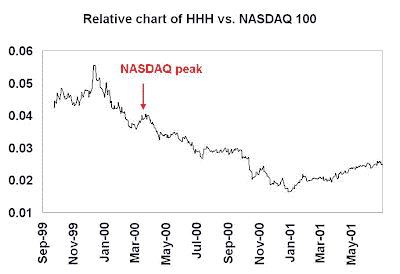 Relative chart of HHH vs. NASDAQ 100
0.06
NASDAQ peak
0.05
0.04
0.03
0.02
0.01
Sep-99
Nov-99
Jan-00
Mar-00
May-00
Jul-00
Sep-00
Nov-00
Jan-01
Mar-01
May-01